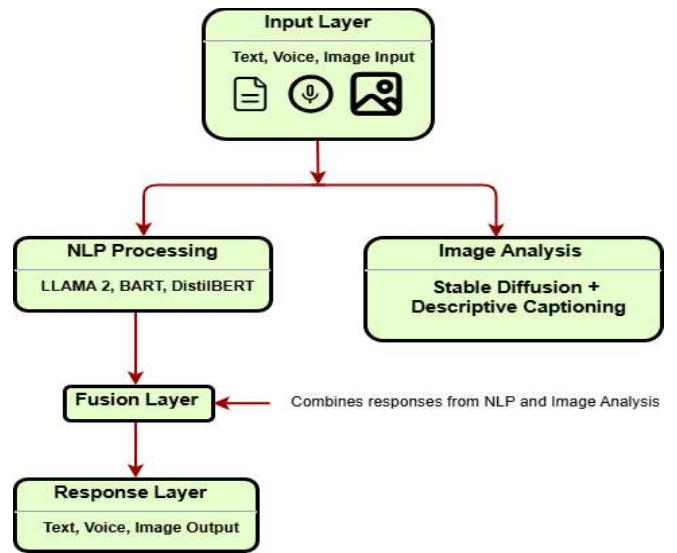 Input Layer
Text, Voice, Image Input
NLP Processing
LLAMA 2, BART, DistilBERT
Image Analysis
Stable Diffusion +
Descriptive Captioning
Fusion Layer
Combines responses from NLP and Image Analysis
Response Layer
Text, Voice, Image Output